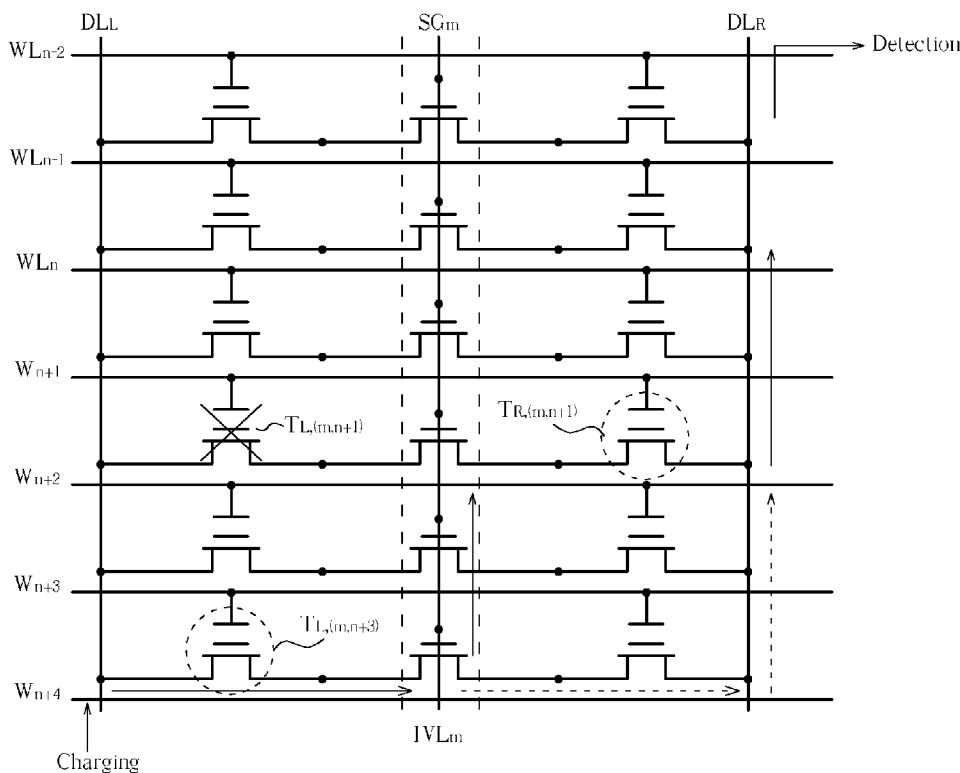 DLL SGm DLR
WLn-2
Detection
WLn-1
WLn
Wn+1
TL,(m,n+1)
TR,(m,n+1)
Wn+2
Wn+3
TL,(m,n+3)
Wn+4
IVLm
Charging